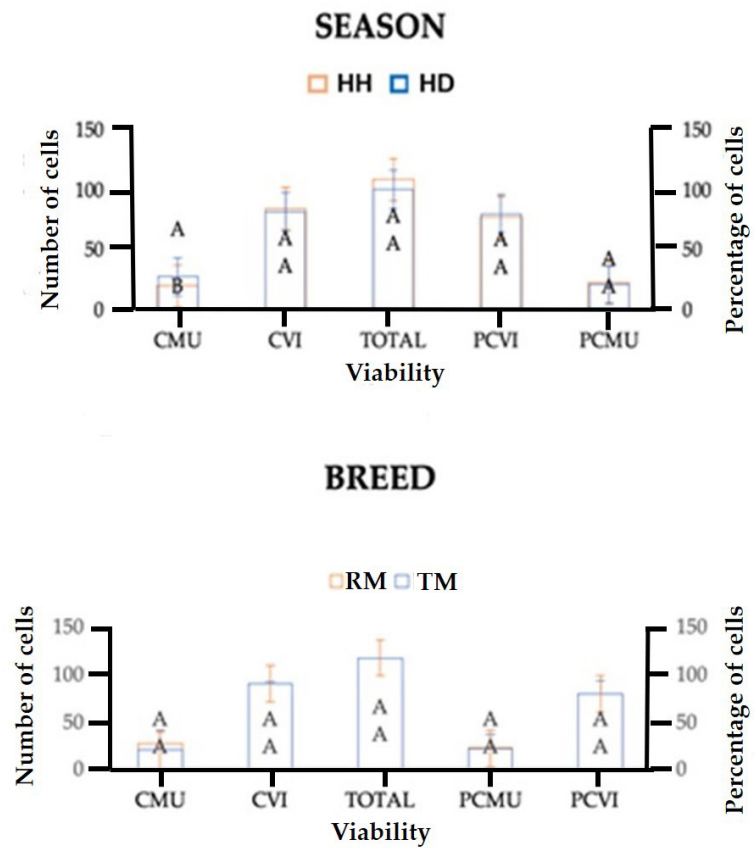 SEASON
HH HD
Number of cells
Percentage of cells
150 150
100 100
50 50
0 0
A
B
A
A
A
A
A
A
A
A
CMU CVI TOTAL PCVI PCMU
Viability
BREED
RM TM
Number of cells
Percentage of cells
150 150
100 100
50 50
0 0
A
A
A
A
A
A
A
A
A
A
CMU CVI TOTAL PCMU PCVI
Viability